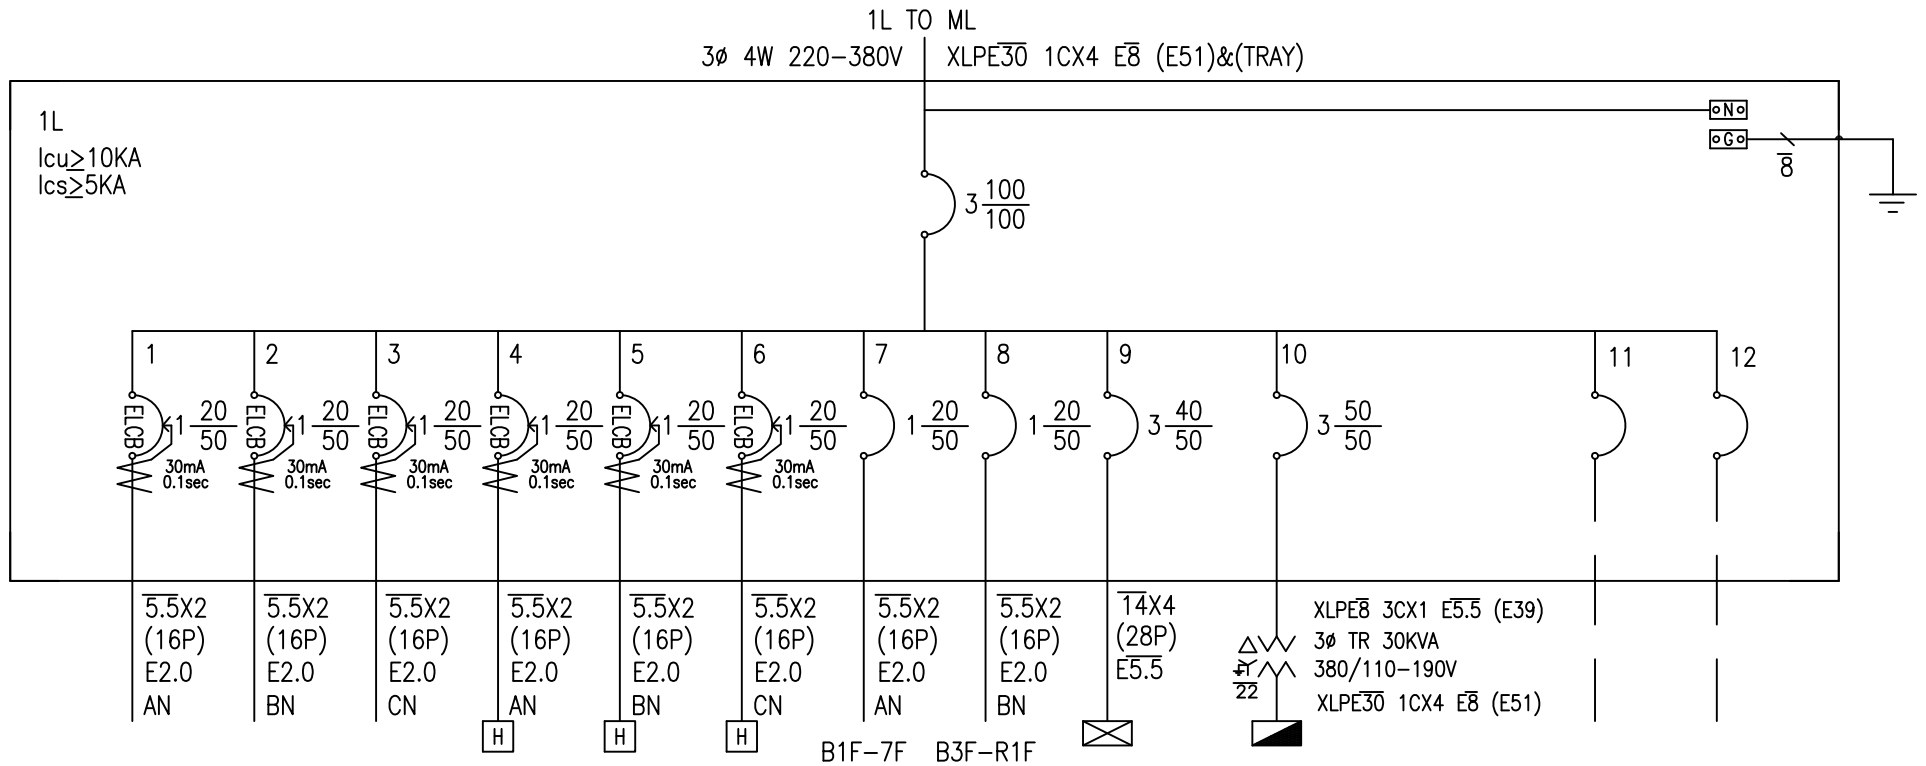 1L TO ML
3ø 4W 220-380V XLPE30 1CX4 E8 (E51)&(TRAY)
1L
Icu≥10KA
Ics≥5KA
N
G
8
3 100
100
1 2 3 4 5 6 7 8 9 10 11 12
ELCB 1 20
50
30mA
0.1sec
ELCB 1 20
50
30mA
0.1sec
ELCB 1 20
50
30mA
0.1sec
ELCB 1 20
50
30mA
0.1sec
ELCB 1 20
50
30mA
0.1sec
ELCB 1 20
50
30mA
0.1sec
1 20
50
1 20
50
3 40
50
3 50
50
5.5X2
(16P)
E2.0
AN
5.5X2
(16P)
E2.0
BN
5.5X2
(16P)
E2.0
CN
5.5X2
(16P)
E2.0
AN
H
5.5X2
(16P)
E2.0
BN
H
5.5X2
(16P)
E2.0
CN
H
5.5X2
(16P)
E2.0
AN
B1F-7F
5.5X2
(16P)
E2.0
BN
B3F-R1F
14X4
(28P)
E5.5
XLPE8 3CX1 E5.5 (E39)
3ø TR 30KVA
380/110-190V
22
XLPE30 1CX4 E8 (E51)